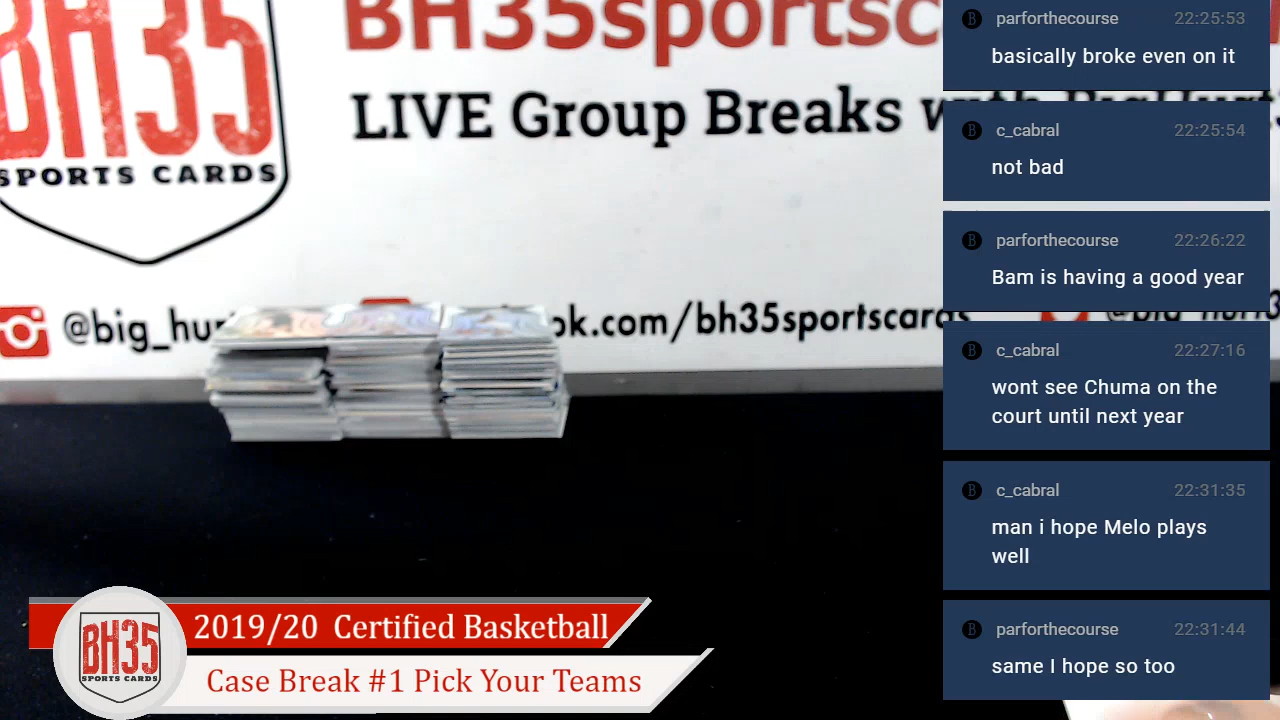 BH35
SPORTS CARDS
BH35sportsc
LIVE Group Breaks with BigHurt
@big_hur
ok.com/bh35sportscards
@big_hurt3
parforthecourse 22:25:53
basically broke even on it
c_cabral 22:25:54
not bad
parforthecourse 22:26:22
Bam is having a good year
c_cabral 22:27:16
wont see Chuma on the
court until next year
c_cabral 22:31:35
man i hope Melo plays
well
parforthecourse 22:31:44
same I hope so too
BH35
SPORTS CARDS
2019/20 Certified Basketball
Case Break #1 Pick Your Teams